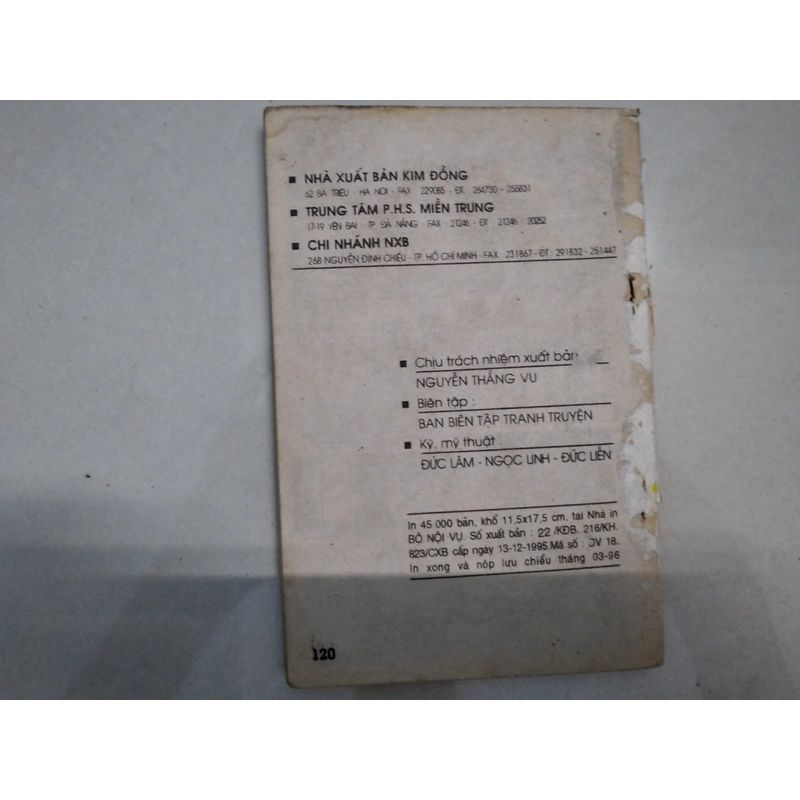 ■ NHÀ XUẤT BẢN KIM ĐỒNG
62 BÀ TRIỆU - HÀ NỘI - FAX 229085 - ĐT: 264730 - 255831
■ TRUNG TÂM P.H.S. MIỀN TRUNG
17-19 YÊN BÁI - TP ĐÀ NẴNG - FAX : 21246 - ĐT : 21246 20252
■ CHI NHÁNH NXB
268 NGUYỄN ĐÌNH CHIỂU - TP. HỒ CHÍ MINH - FAX : 231867 - ĐT : 291832 - 251447
■ Chịu trách nhiệm xuất bản
NGUYỄN THẮNG VU
■ Biên tập :
BAN BIÊN TẬP TRANH TRUYỆN
■ Kỹ, mỹ thuật :
ĐỨC LÂM - NGỌC LINH - ĐỨC LIÊN
In 45.000 bản, khổ 11,5x17,5 cm, tại Nhà in
BỘ NỘI VỤ. Số xuất bản : 22 /KĐB. 216/KH.
823/CXB cấp ngày 13-12-1995.Mã số : DV 18.
In xong và nộp lưu chiểu tháng 03-96
120